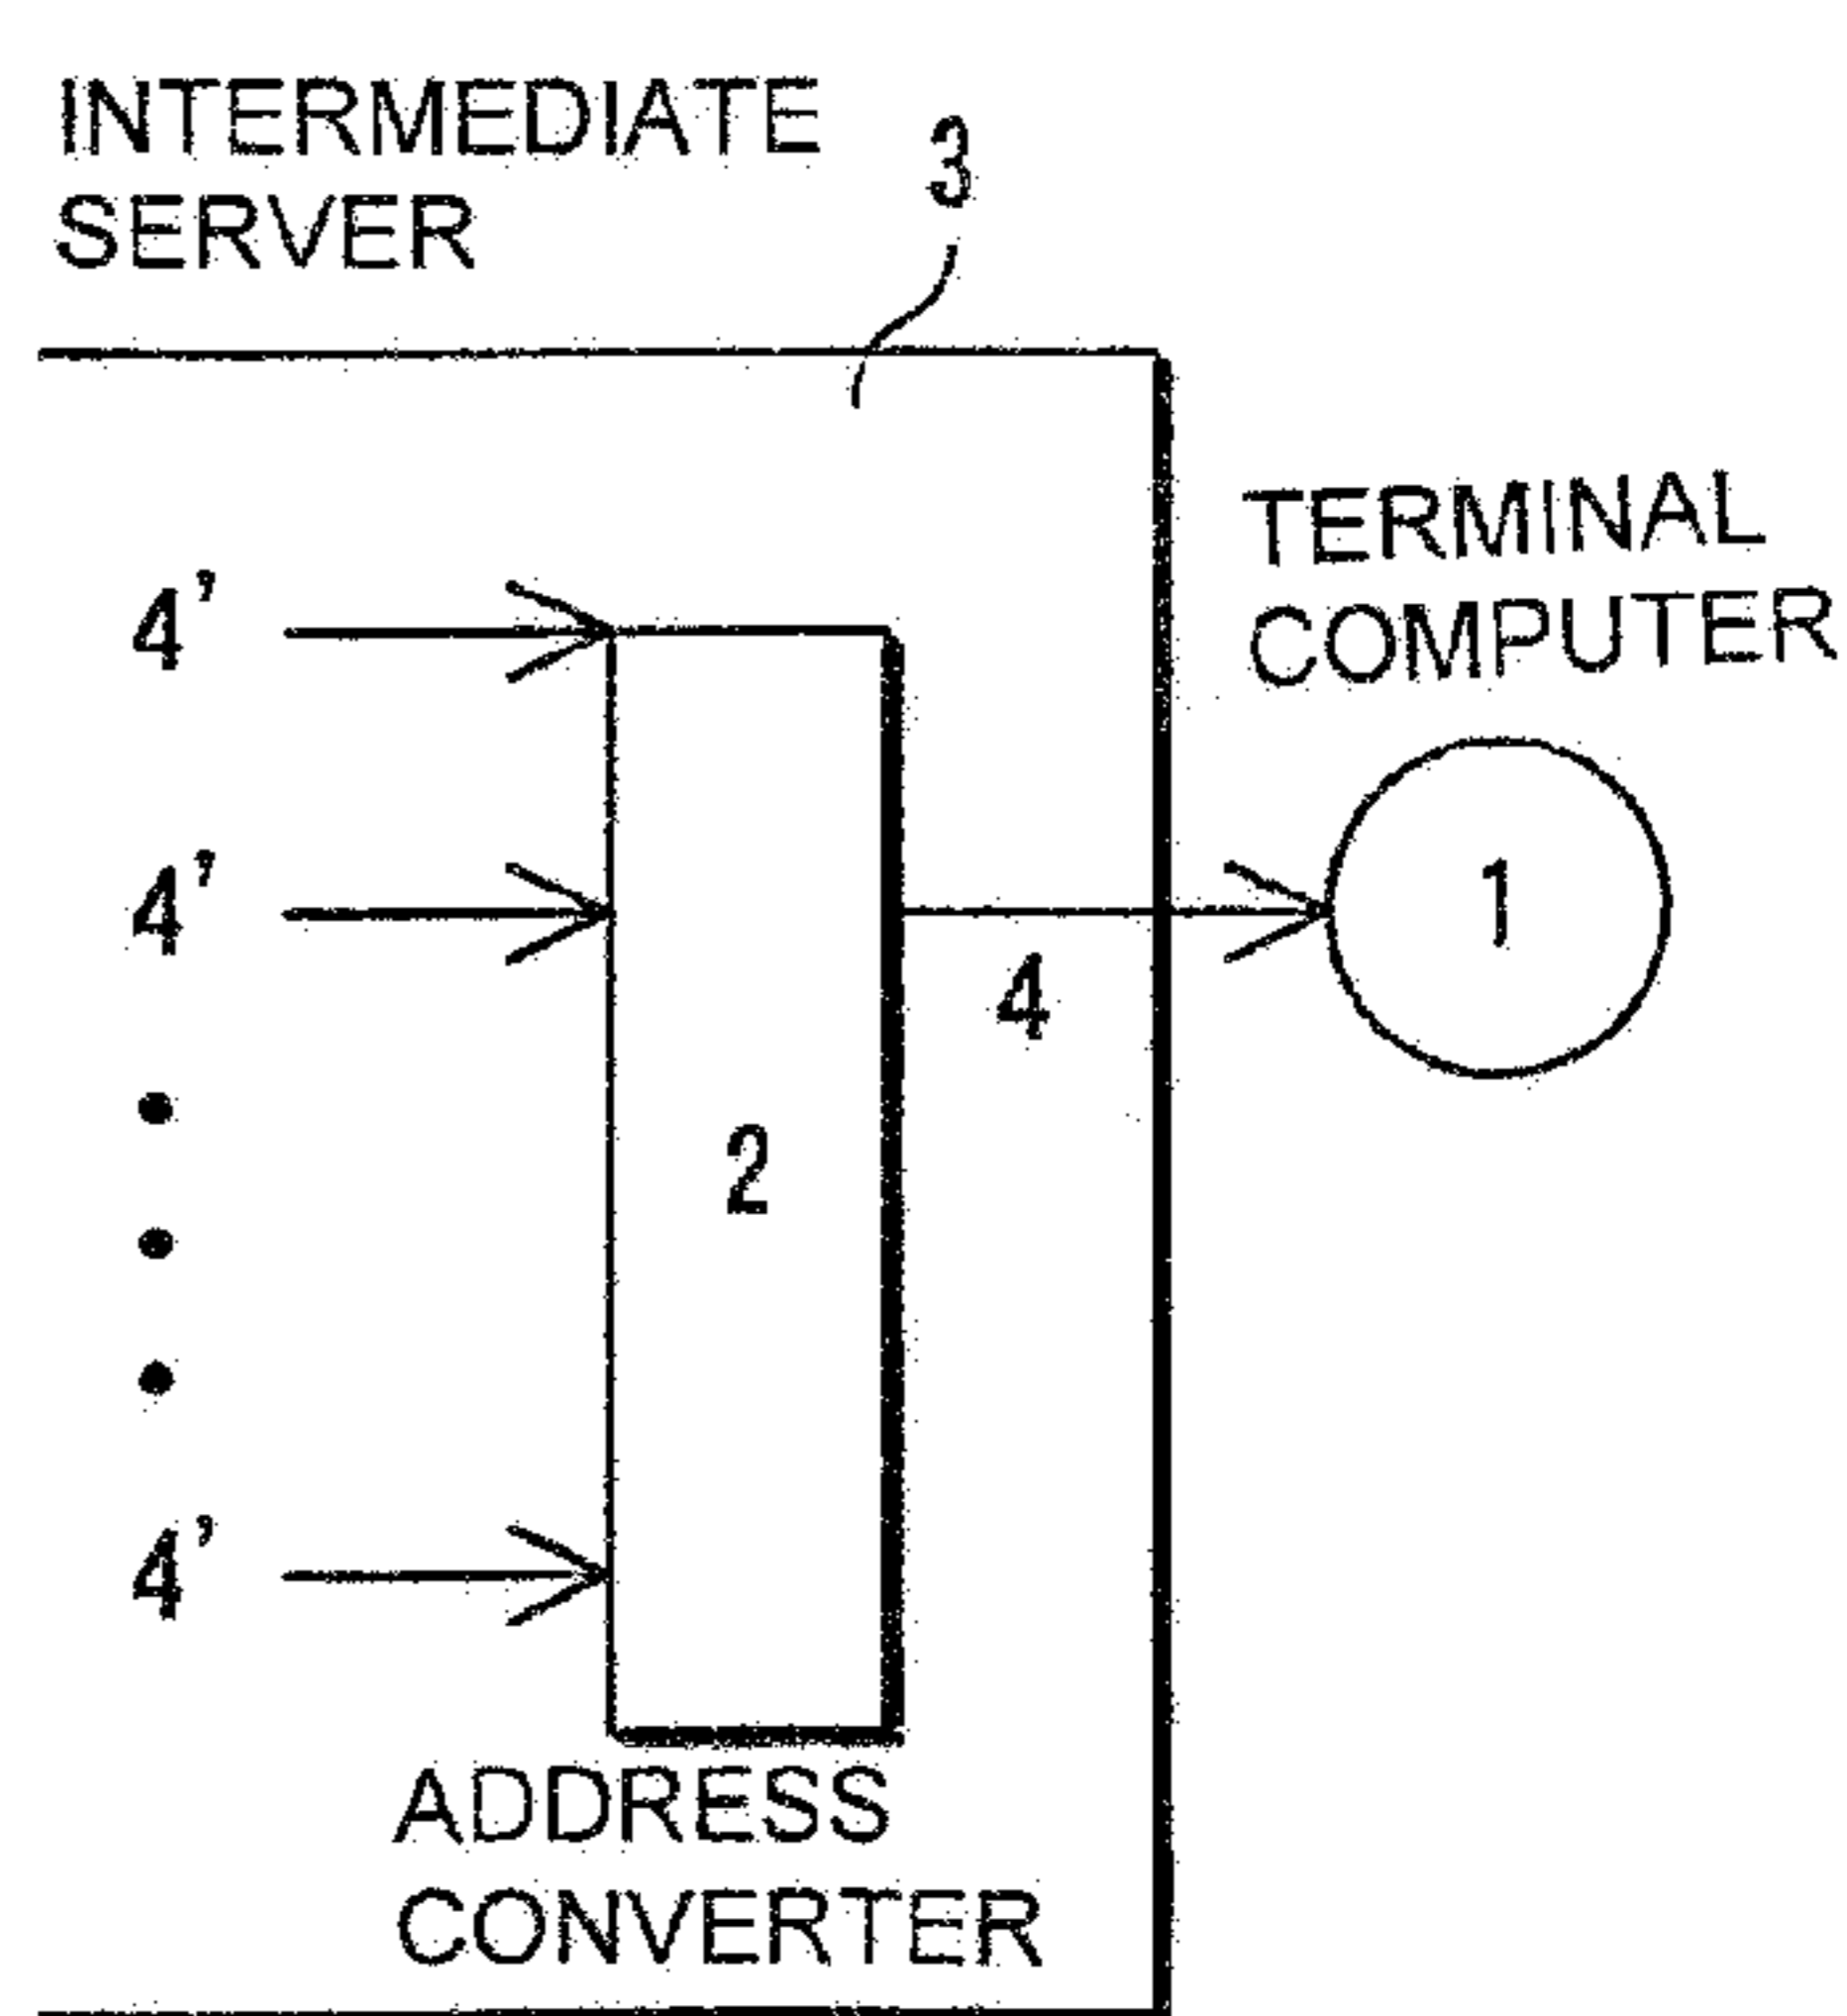 INTERMEDIATE
SERVER
3
TERMINAL
COMPUTER
4'
4'
1
4
2
4'
ADDRESS
CONVERTER